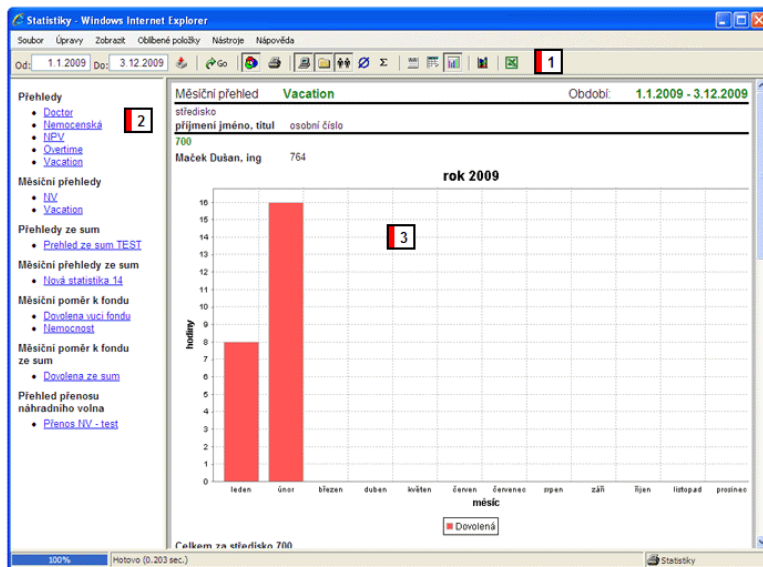 Statistiky - Windows Internet Explorer
Soubor Úpravy Zobrazit Oblíbené položky Nástroje Nápověda
Od: 1.1.2009 Do: 3.12.2009 Go Σ 1
Přehledy
Doctor
Nemocenská
NPV
Overtime
Vacation
2
Měsíční přehledy
NV
Vacation
Přehledy ze sum
Prehled ze sum TEST
Měsíční přehledy ze sum
Nová statistika 14
Měsíční poměr k fondu
Dovolena vuci fondu
Nemocnost
Měsíční poměr k fondu
ze sum
Dovolena ze sum
Přehled přenosu
náhradního volna
Přenos NV - test
Měsíční přehled Vacation Období: 1.1.2009 - 3.12.2009
středisko
příjmení jméno, titul osobní číslo
700
Maček Dušan, ing 764
rok 2009
16
15
14
3
13
12
11
10
9
8
7
6
5
4
3
2
1
0
hodiny
leden únor březen duben květen červen červenec srpen září říjen listopad prosinec
měsíc
Dovolená
Celkem za středisko 700
100% Hotovo (0.203 sec.) Statistiky